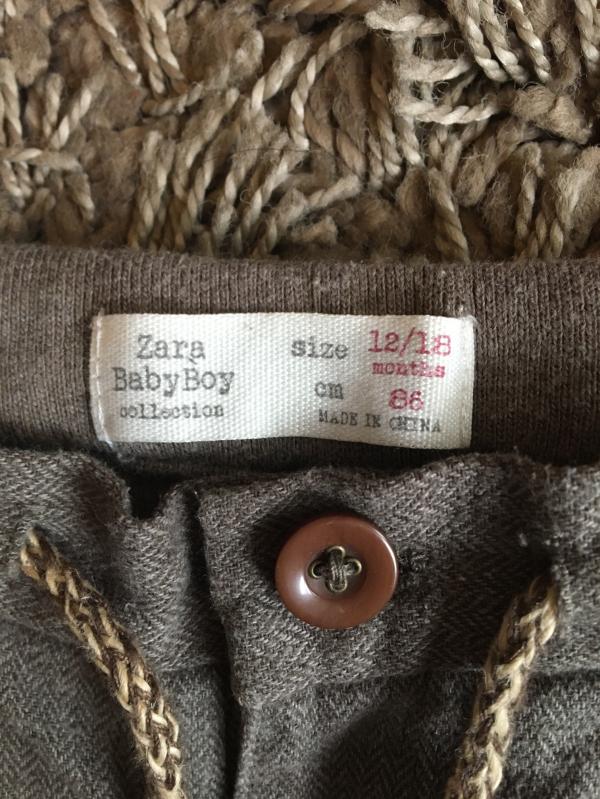 Zara
BabyBoy
collection
size 12/18
months
cm 86
MADE IN CHINA